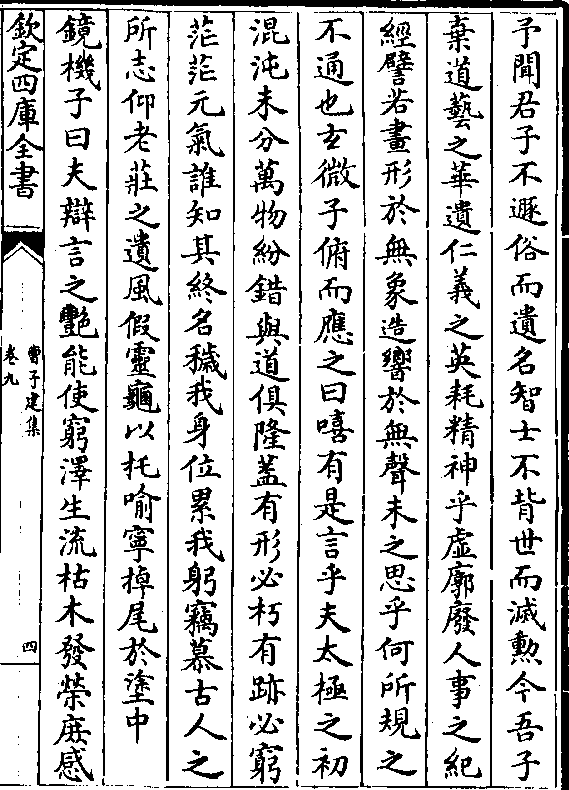 予聞君子不遯俗而遺名智士不背世而滅勲今吾子
棄道藝之華遺仁義之英耗精神乎虚廓廢人事之紀
經譬若畫形於無象造響於無聲未之思乎何所規之
不通也玄微子俯而應之曰嘻有是言乎夫太極之初
混沌未分萬物紛錯與道俱隆蓋有形必朽有跡必窮
茫茫元氣誰知其終名穢我身位累我躬竊慕古人之
所志仰老莊之遺風假靈龜以托喻寧掉尾於塗中
鏡機子曰夫辯言之艷能使窮澤生流枯木發榮庶感
欽定四庫全書
曹子建集
卷九
四